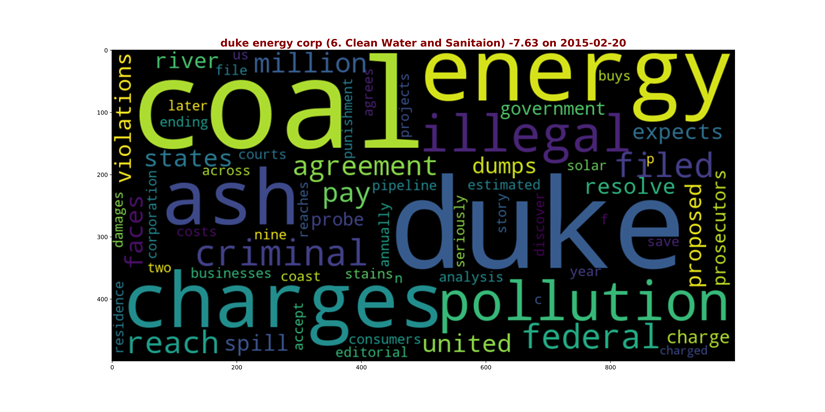 duke energy corp (6. Clean Water and Sanitaion) -7.63 on 2015-02-20
0
100
200
300
400
0 200 400 600 800
violations
river
us
file
million
later
ending
coal
punishment
agrees
projects
energy
buys
government
illegal
expects
states
courts
across
agreement
dumps
solar
filed
p
faces
corporation
ash
costs
reaches
pay
probe
pipeline
annually
estimated
resolve
proposed
prosecutors
damages
nine
criminal
duke
seriously
story
discover
f
save
two
businesses
coast
stains
n
analysis
year
residence
charges
accept
pollution
c
reach
spill
consumers
editorial
united
federal
charge
charged